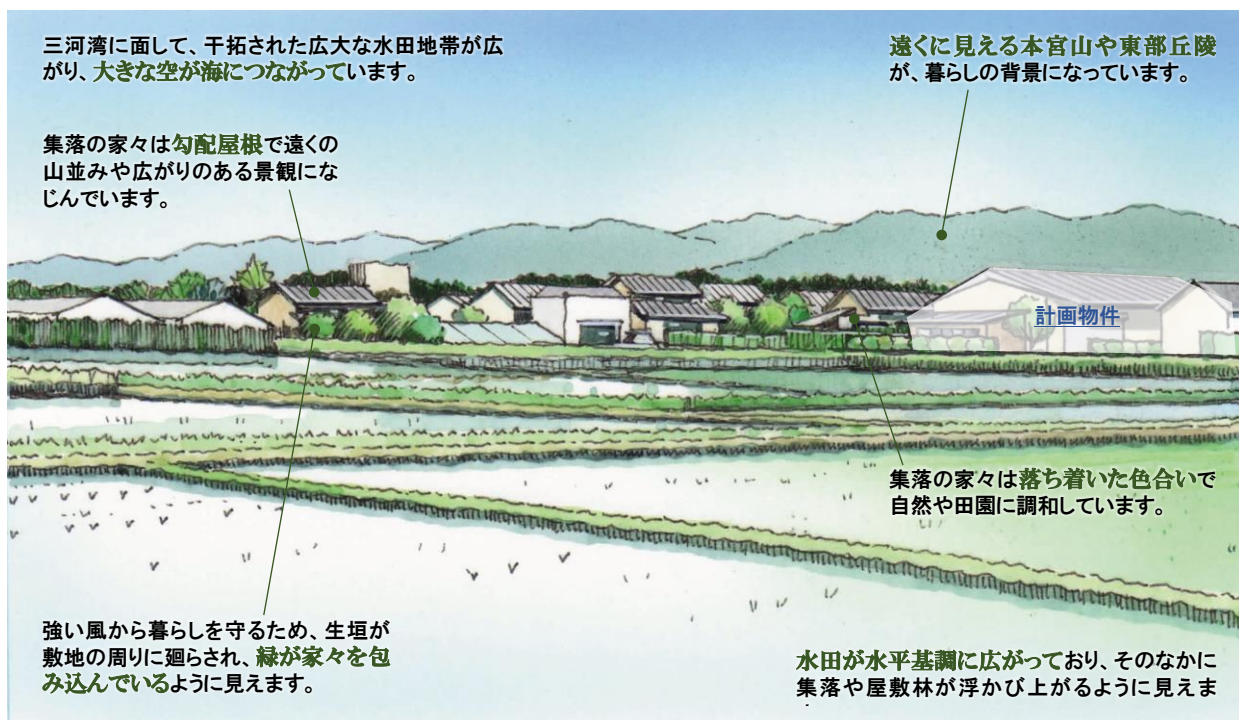 三河湾に面して、干拓された広大な水田地帯が広
がり、大きな空が海につながっています。
遠くに見える本宮山や東部丘陵
が、暮らしの背景になっています。
集落の家々は勾配屋根で遠くの
山並みや広がりのある景観にな
じんでいます。
計画物件
集落の家々は落ち着いた色合いで
自然や田園に調和しています。
強い風から暮らしを守るため、生垣が
敷地の周りに廻らされ、緑が家々を包
み込んでいるように見えます。
水田が水平基調に広がっており、そのなかに
集落や屋敷林が浮かび上がるように見えま